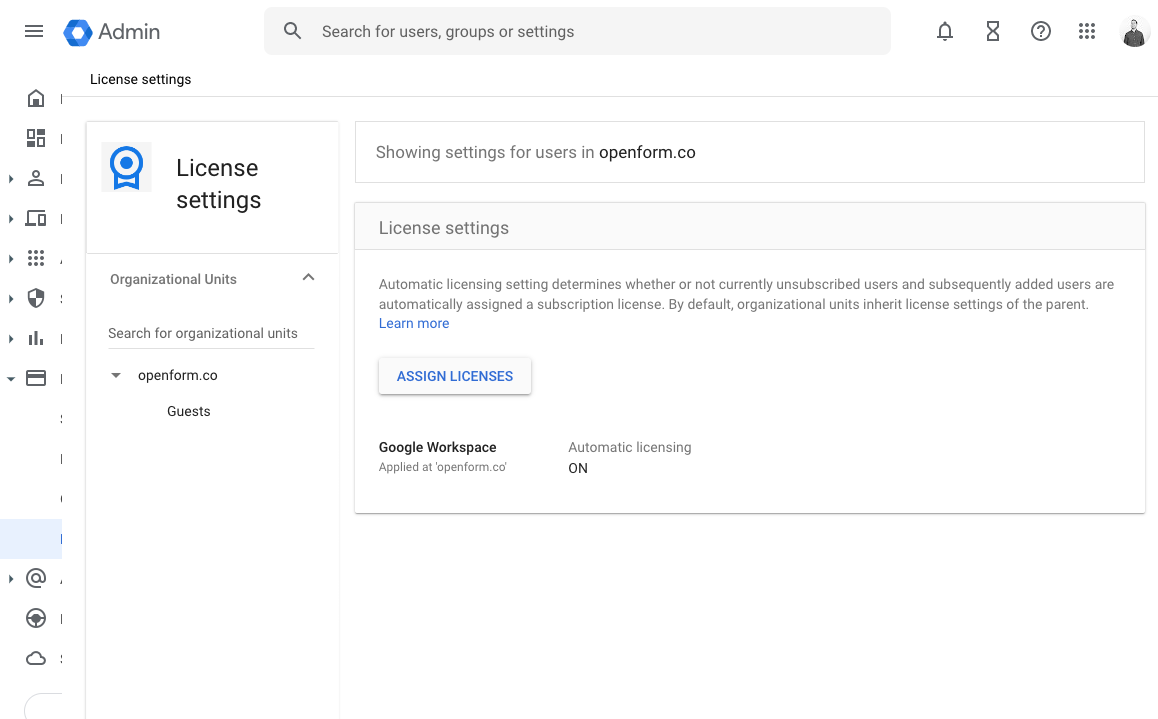 Admin
Search for users, groups or settings
License settings
License
settings
Organizational Units
Search for organizational units
openform.co
Guests
Showing settings for users in openform.co
License settings
Automatic licensing setting determines whether or not currently unsubscribed users and subsequently added users are
automatically assigned a subscription license. By default, organizational units inherit license settings of the parent.
Learn more
ASSIGN LICENSES
Google Workspace
Applied at 'openform.co'
Automatic licensing
ON